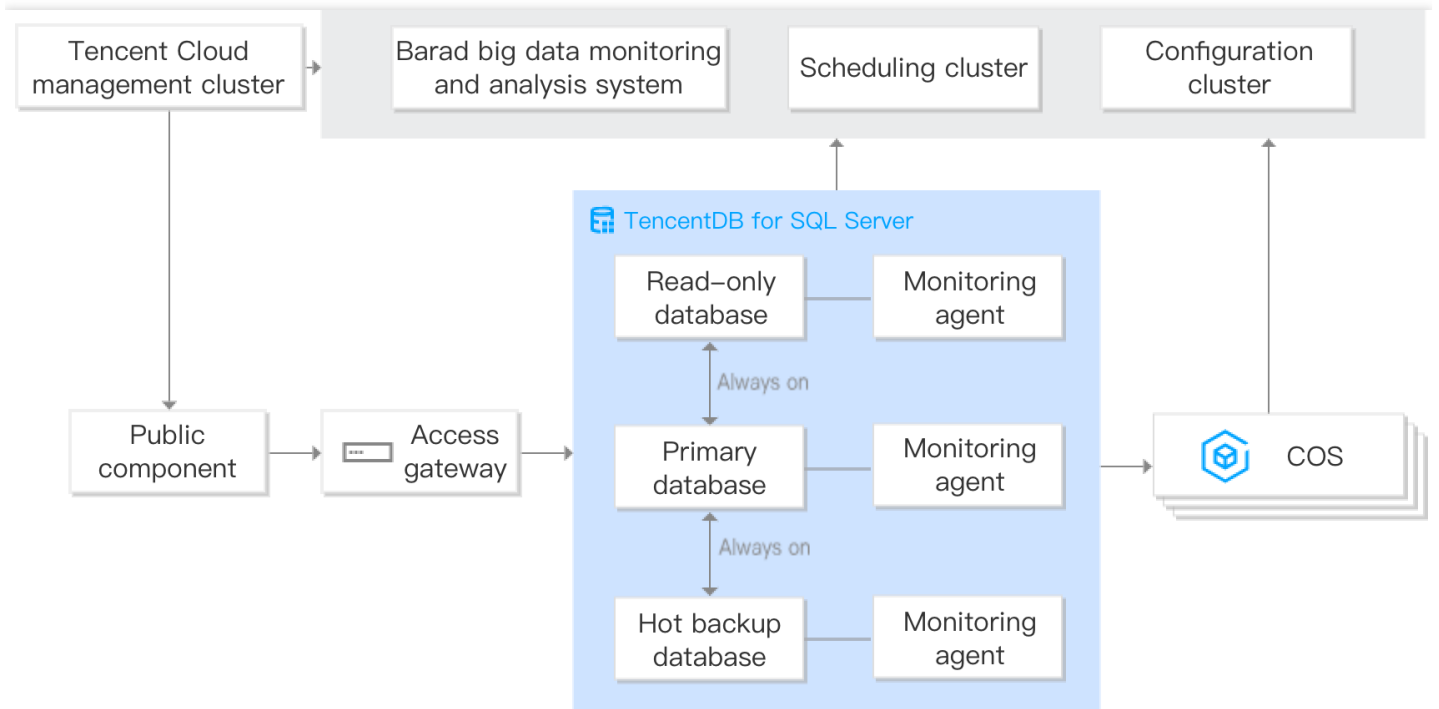 Tencent Cloud
management cluster
Barad big data monitoring
and analysis system
Scheduling cluster
Configuration
cluster
TencentDB for SQL Server
Read-only
database
Monitoring
agent
Always on
Public
component
Access
gateway
Primary
database
Monitoring
agent
COS
Always on
Hot backup
database
Monitoring
agent